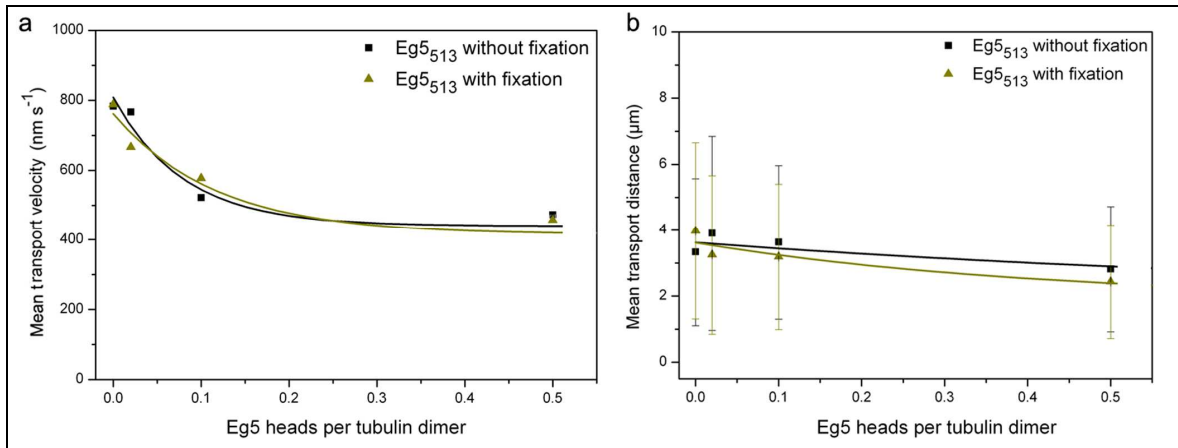 a
1000
800
600
400
200
0
Mean transport velocity (nm s⁻¹)
Eg5₅₁₃ without fixation
Eg5₅₁₃ with fixation
0.0 0.1 0.2 0.3 0.4 0.5
Eg5 heads per tubulin dimer
b
10
8
6
4
2
0
Mean transport distance (μm)
Eg5₅₁₃ without fixation
Eg5₅₁₃ with fixation
0.0 0.1 0.2 0.3 0.4 0.5
Eg5 heads per tubulin dimer